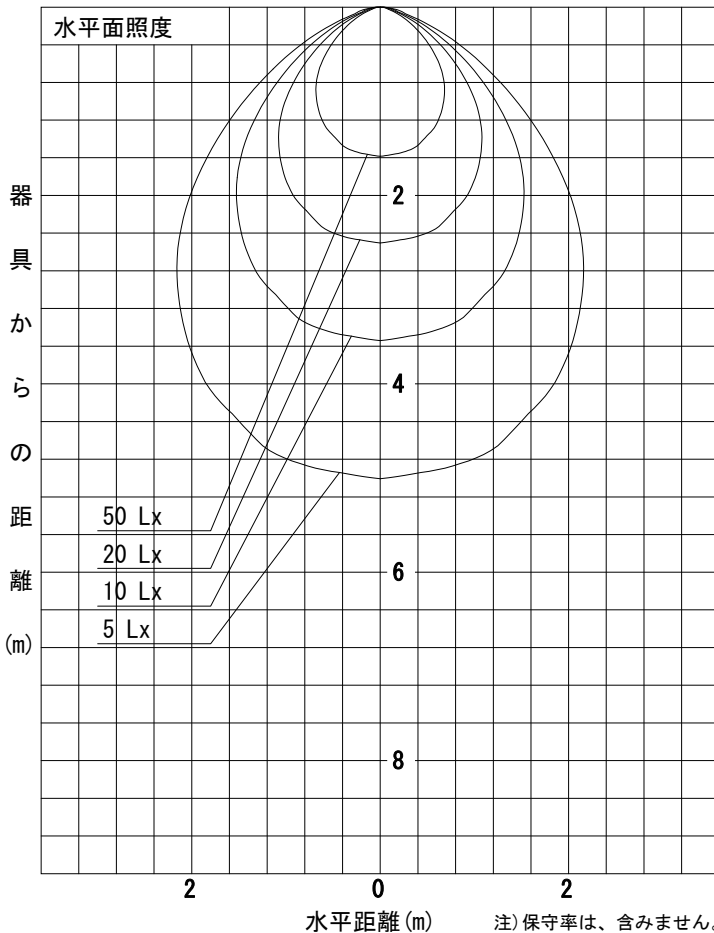 水平面照度
器具からの距離(m)
2
4
50 Lx
20 Lx
10 Lx
5 Lx
6
8
2
0
2
水平距離(m)
注)保守率は、含みません。